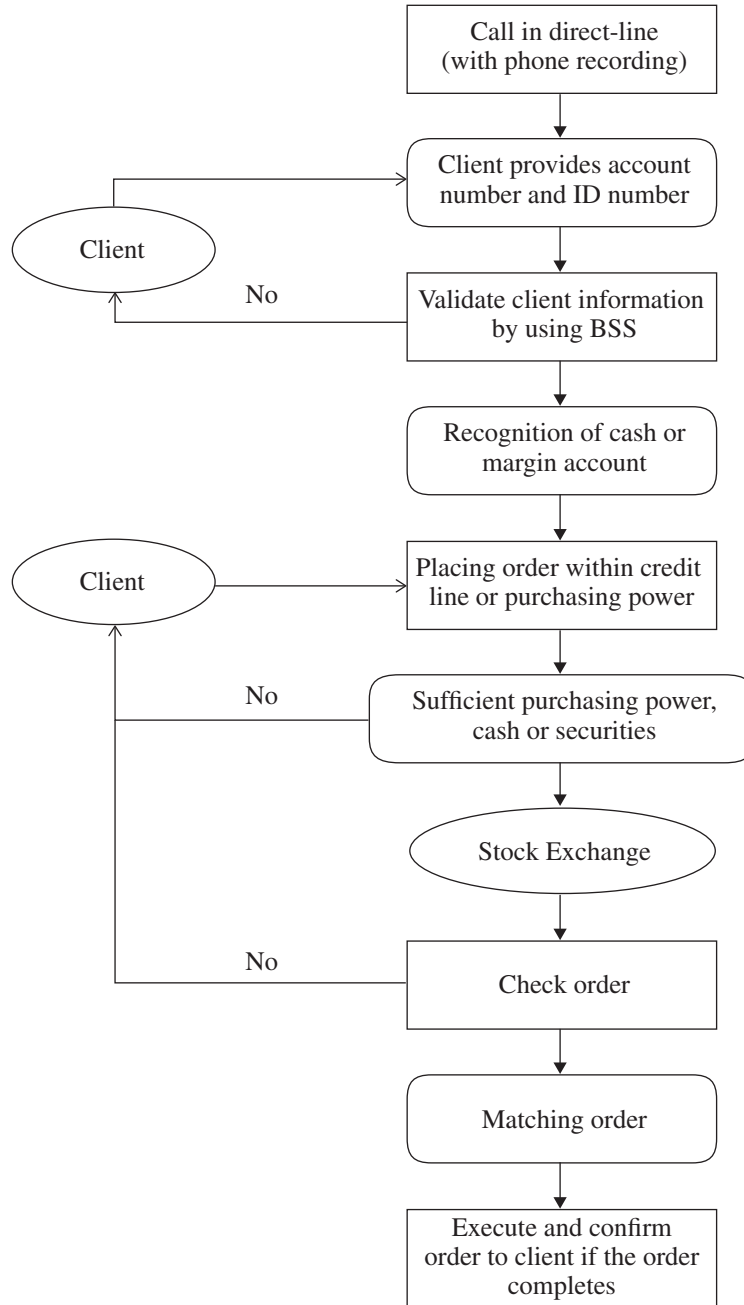 Call in direct-line
(with phone recording)
Client provides account
number and ID number
Client
No
Validate client information
by using BSS
Recognition of cash or
margin account
Client
Placing order within credit
line or purchasing power
No
Sufficient purchasing power,
cash or securities
Stock Exchange
No
Check order
Matching order
Execute and confirm
order to client if the order
completes